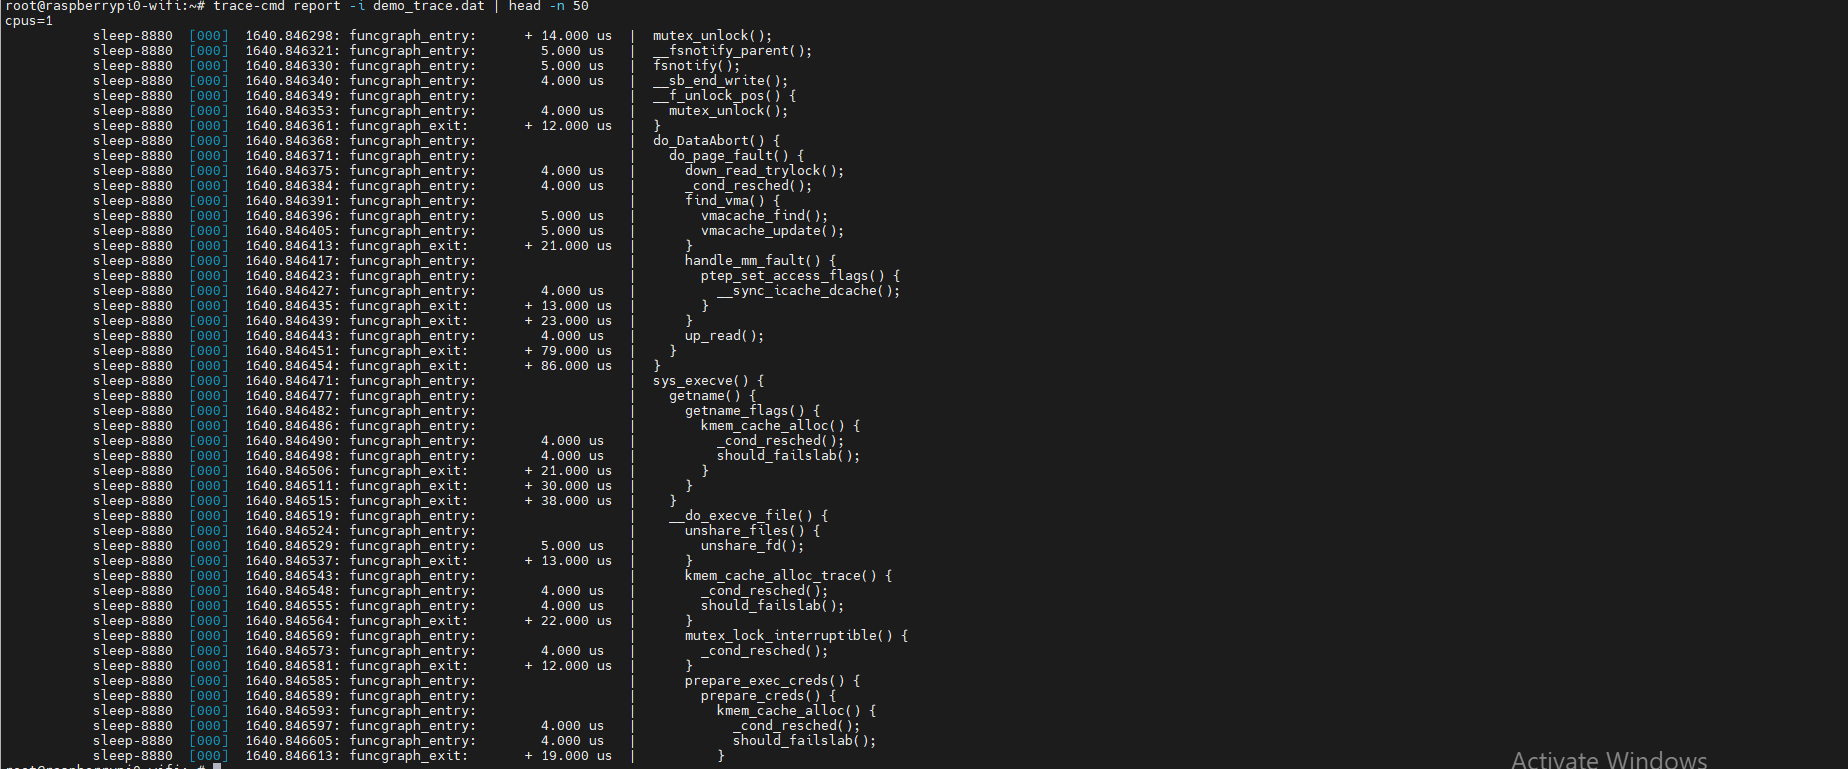 root@raspberrypi0-wifi:~# trace-cmd report -i demo_trace.dat | head -n 50
cpus=1
           sleep-8880  [000]  1640.846298: funcgraph_entry:      + 14.000 us  |  mutex_unlock();
           sleep-8880  [000]  1640.846321: funcgraph_entry:        5.000 us   |  __fsnotify_parent();
           sleep-8880  [000]  1640.846330: funcgraph_entry:        5.000 us   |  fsnotify();
           sleep-8880  [000]  1640.846340: funcgraph_entry:        4.000 us   |  __sb_end_write();
           sleep-8880  [000]  1640.846349: funcgraph_entry:                   |  __f_unlock_pos() {
           sleep-8880  [000]  1640.846353: funcgraph_entry:        4.000 us   |    mutex_unlock();
           sleep-8880  [000]  1640.846361: funcgraph_exit:       + 12.000 us  |  }
           sleep-8880  [000]  1640.846368: funcgraph_entry:                   |  do_DataAbort() {
           sleep-8880  [000]  1640.846371: funcgraph_entry:                   |    do_page_fault() {
           sleep-8880  [000]  1640.846375: funcgraph_entry:        4.000 us   |      down_read_trylock();
           sleep-8880  [000]  1640.846384: funcgraph_entry:        4.000 us   |      _cond_resched();
           sleep-8880  [000]  1640.846391: funcgraph_entry:                   |      find_vma() {
           sleep-8880  [000]  1640.846396: funcgraph_entry:        5.000 us   |        vmacache_find();
           sleep-8880  [000]  1640.846405: funcgraph_entry:        5.000 us   |        vmacache_update();
           sleep-8880  [000]  1640.846413: funcgraph_exit:       + 21.000 us  |      }
           sleep-8880  [000]  1640.846417: funcgraph_entry:                   |      handle_mm_fault() {
           sleep-8880  [000]  1640.846423: funcgraph_entry:                   |        ptep_set_access_flags() {
           sleep-8880  [000]  1640.846427: funcgraph_entry:        4.000 us   |          __sync_icache_dcache();
           sleep-8880  [000]  1640.846435: funcgraph_exit:       + 13.000 us  |        }
           sleep-8880  [000]  1640.846439: funcgraph_exit:       + 23.000 us  |      }
           sleep-8880  [000]  1640.846443: funcgraph_entry:        4.000 us   |      up_read();
           sleep-8880  [000]  1640.846451: funcgraph_exit:       + 79.000 us  |    }
           sleep-8880  [000]  1640.846454: funcgraph_exit:       + 86.000 us  |  }
           sleep-8880  [000]  1640.846471: funcgraph_entry:                   |  sys_execve() {
           sleep-8880  [000]  1640.846477: funcgraph_entry:                   |    getname() {
           sleep-8880  [000]  1640.846482: funcgraph_entry:                   |      getname_flags() {
           sleep-8880  [000]  1640.846486: funcgraph_entry:                   |        kmem_cache_alloc() {
           sleep-8880  [000]  1640.846490: funcgraph_entry:        4.000 us   |          _cond_resched();
           sleep-8880  [000]  1640.846498: funcgraph_entry:        4.000 us   |          should_failslab();
           sleep-8880  [000]  1640.846506: funcgraph_exit:       + 21.000 us  |        }
           sleep-8880  [000]  1640.846511: funcgraph_exit:       + 30.000 us  |      }
           sleep-8880  [000]  1640.846515: funcgraph_exit:       + 38.000 us  |    }
           sleep-8880  [000]  1640.846519: funcgraph_entry:                   |    __do_execve_file() {
           sleep-8880  [000]  1640.846524: funcgraph_entry:                   |      unshare_files() {
           sleep-8880  [000]  1640.846529: funcgraph_entry:        5.000 us   |        unshare_fd();
           sleep-8880  [000]  1640.846537: funcgraph_exit:       + 13.000 us  |      }
           sleep-8880  [000]  1640.846543: funcgraph_entry:                   |      kmem_cache_alloc_trace() {
           sleep-8880  [000]  1640.846548: funcgraph_entry:        4.000 us   |        _cond_resched();
           sleep-8880  [000]  1640.846555: funcgraph_entry:        4.000 us   |        should_failslab();
           sleep-8880  [000]  1640.846564: funcgraph_exit:       + 22.000 us  |      }
           sleep-8880  [000]  1640.846569: funcgraph_entry:                   |      mutex_lock_interruptible() {
           sleep-8880  [000]  1640.846573: funcgraph_entry:        4.000 us   |        _cond_resched();
           sleep-8880  [000]  1640.846581: funcgraph_exit:       + 12.000 us  |      }
           sleep-8880  [000]  1640.846585: funcgraph_entry:                   |      prepare_exec_creds() {
           sleep-8880  [000]  1640.846589: funcgraph_entry:                   |        prepare_creds() {
           sleep-8880  [000]  1640.846593: funcgraph_entry:                   |          kmem_cache_alloc() {
           sleep-8880  [000]  1640.846597: funcgraph_entry:        4.000 us   |            _cond_resched();
           sleep-8880  [000]  1640.846605: funcgraph_entry:        4.000 us   |            should_failslab();
           sleep-8880  [000]  1640.846613: funcgraph_exit:       + 19.000 us  |          }
root@raspberrypi0-wifi:~#
Activate Windows